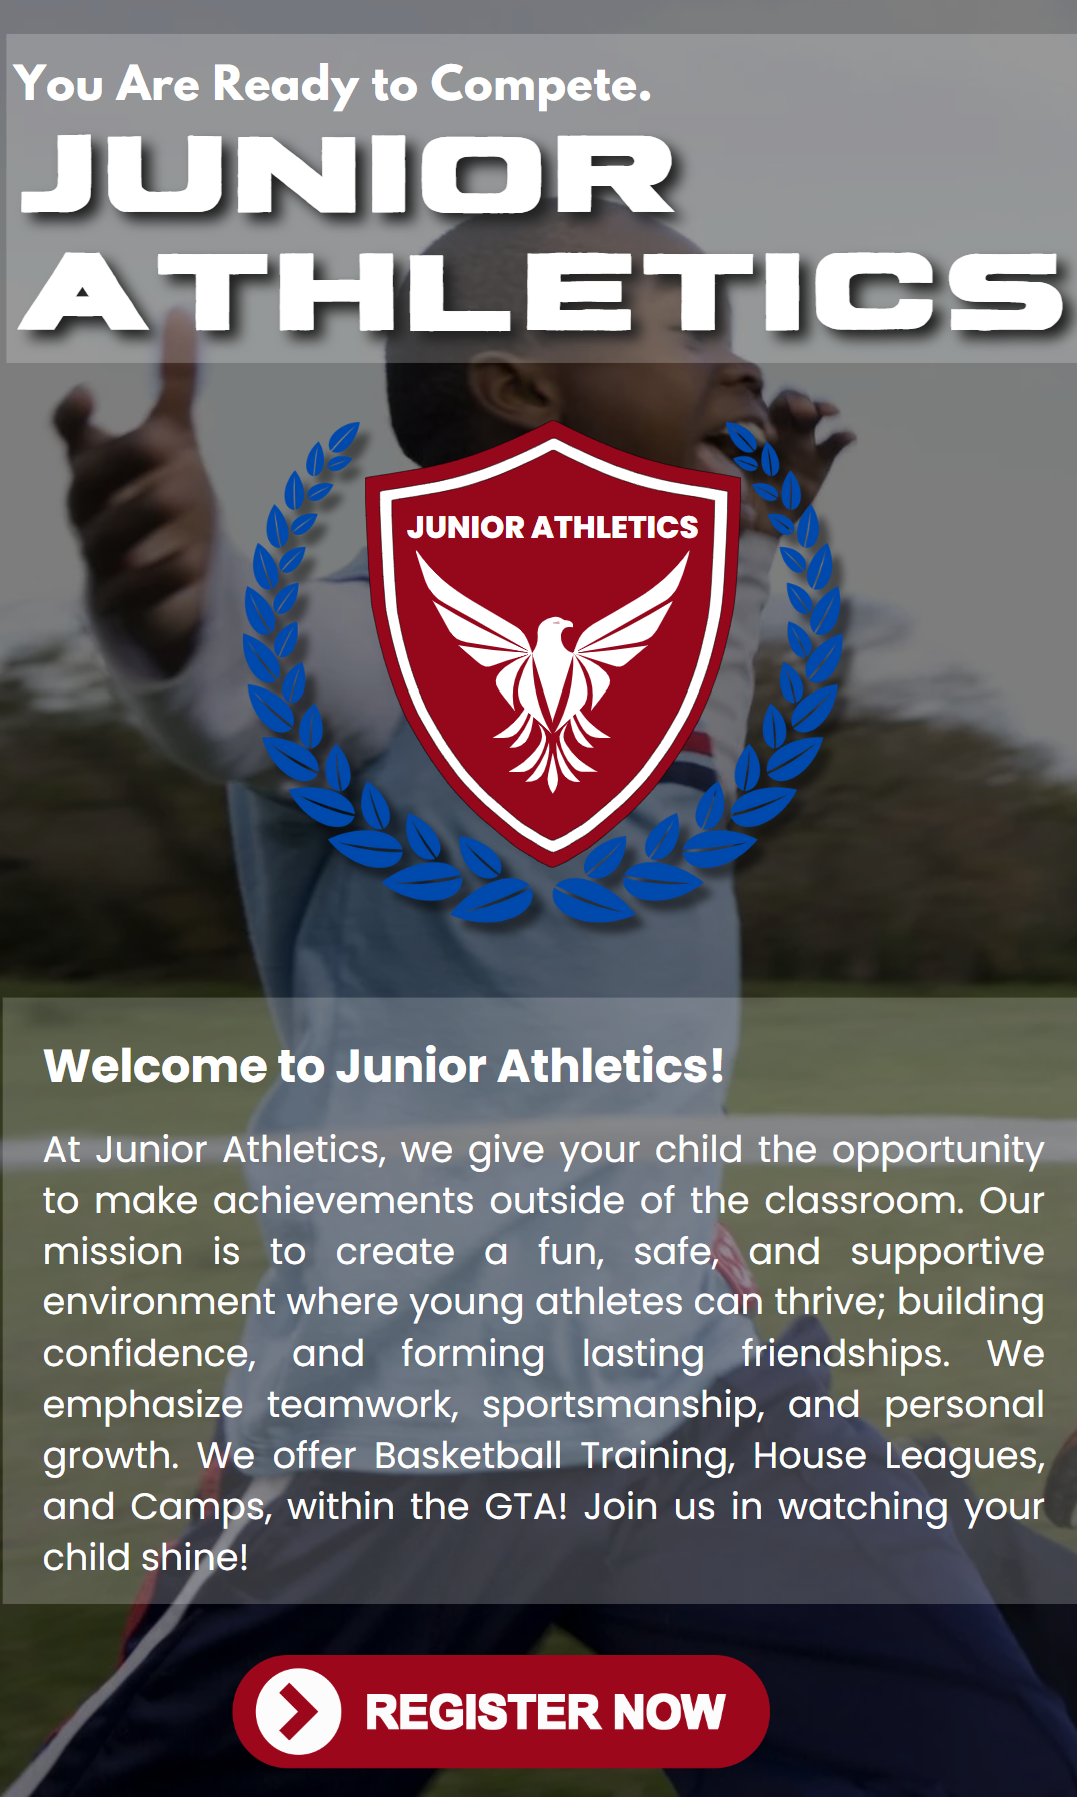 You Are Ready to Compete.
JUNIOR
ATHLETICS
JUNIOR ATHLETICS
Welcome to Junior Athletics!
At Junior Athletics, we give your child the opportunity
to make achievements outside of the classroom. Our
mission is to create a fun, safe, and supportive
environment where young athletes can thrive; building
confidence, and forming lasting friendships. We
emphasize teamwork, sportsmanship, and personal
growth. We offer Basketball Training, House Leagues,
and Camps, within the GTA! Join us in watching your
child shine!
REGISTER NOW